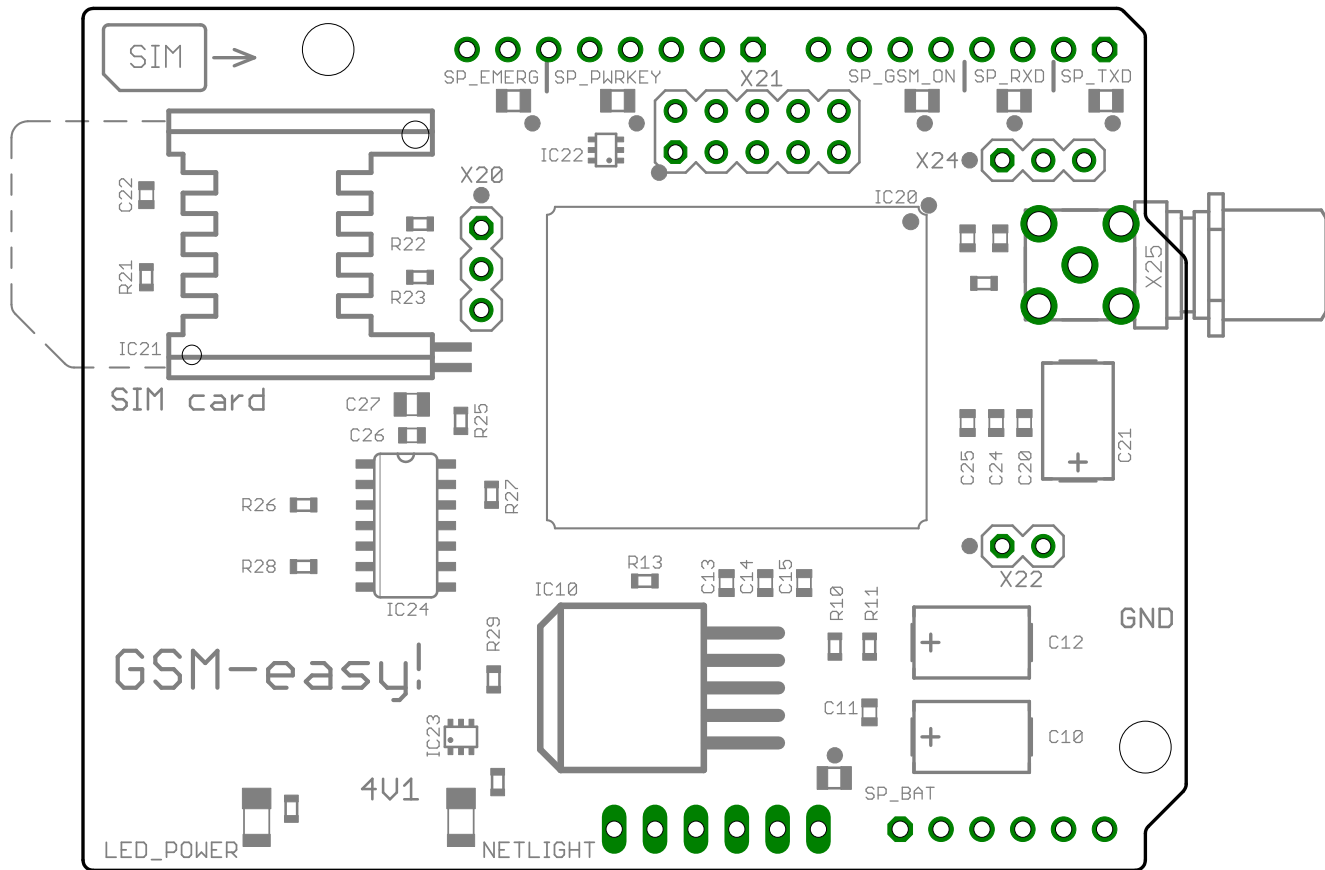 SIM
SP_EMERG
SP_PWRKEY
X21
SP_GSM_ON
SP_RXD
SP_TXD
IC22
X24
X20
C22
IC20
R22
X25
R21
R23
IC21
SIM card
C27
R25
C26
C25
C24
C20
C21
R26
R27
R28
R13
C13
C14
C15
X22
IC24
IC10
R10
R11
GND
R29
C12
GSM-easy!
C11
IC23
C10
4V1
SP_BAT
LED_POWER
NETLIGHT